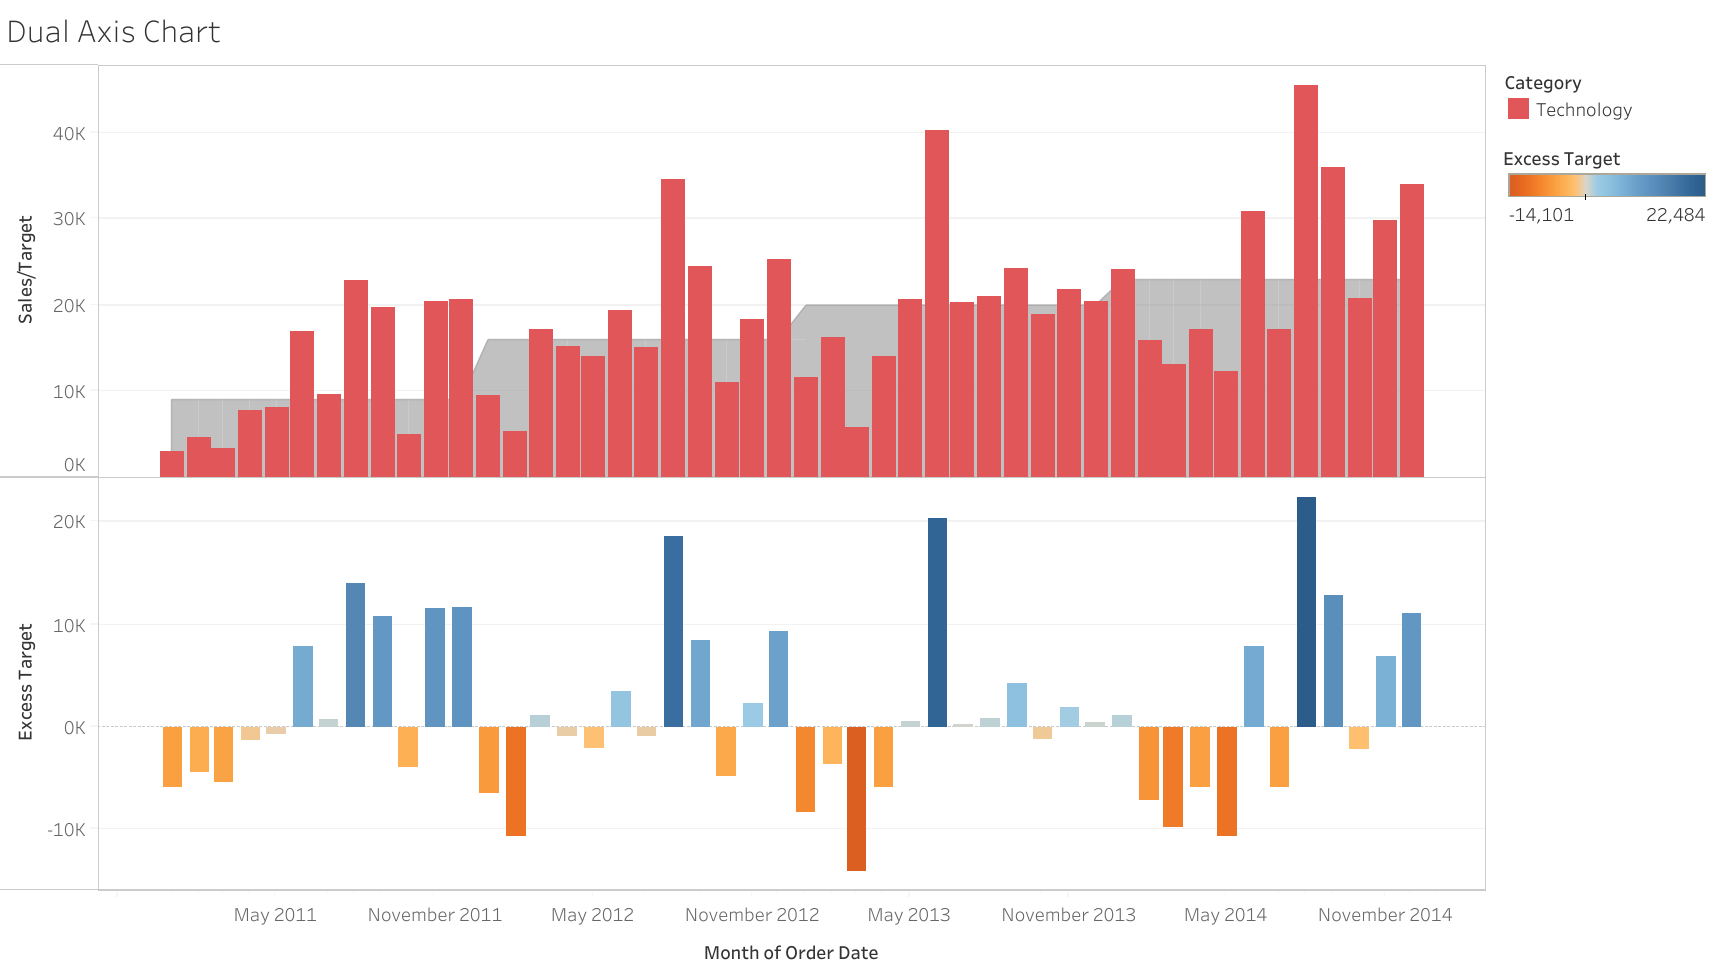 Dual Axis Chart
Sales/Target
40K
30K
20K
10K
0K
Excess Target
20K
10K
0K
-10K
May 2011
November 2011
May 2012
November 2012
May 2013
November 2013
May 2014
November 2014
Month of Order Date
Category
Technology
Excess Target
-14,101 22,484